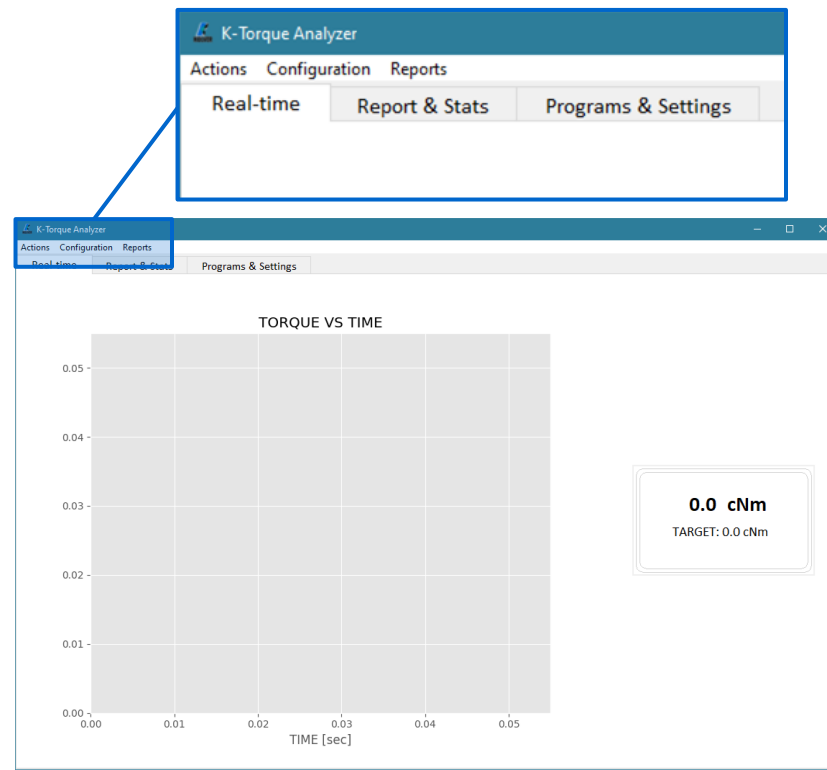 K-Torque Analyzer
Actions Configuration Reports
Real-time Report & Stats Programs & Settings
K-Torque Analyzer
Actions Configuration Reports
Real-time Report & Stats Programs & Settings
TORQUE VS TIME
0.05
0.04
0.03
0.02
0.01
0.00
0.00 0.01 0.02 0.03 0.04 0.05
TIME [sec]
0.0 cNm
TARGET: 0.0 cNm